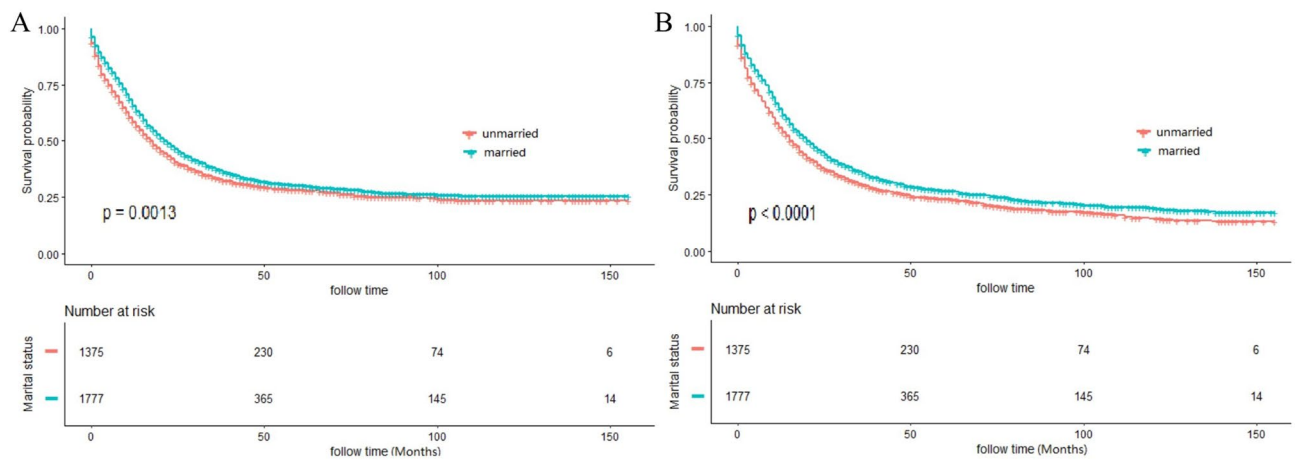 A
1.00
0.75
0.50
0.25
0.00
Survival probability
unmarried
married
p = 0.0013
0 50 100 150
follow time
Number at risk
Marital status
1375 230 74 6
1777 365 145 14
0 50 100 150
follow time (Months)
B
1.00
0.75
0.50
0.25
0.00
Survival probability
unmarried
married
p < 0.0001
0 50 100 150
follow time
Number at risk
Marital status
1375 230 74 6
1777 365 145 14
0 50 100 150
follow time (Months)